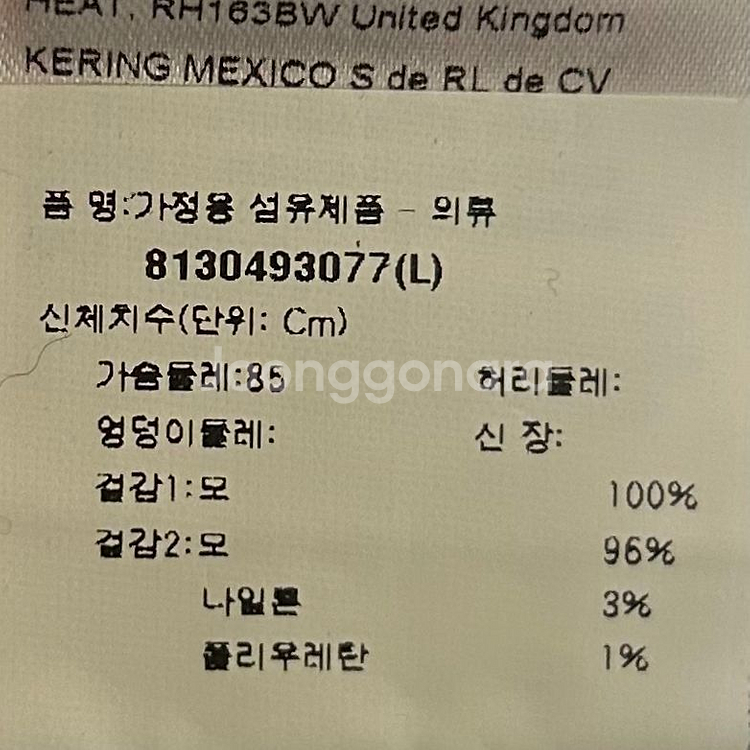 HEAT, RH163BW United Kingdom
KERING MEXICO S de RL de CV
품 명:가정용 섬유제품 - 의류
8130493077(L)
신체치수(단위: Cm)
가슴둘레:85 허리둘레:
엉덩이둘레: 신 장:
겉감1:모 100%
겉감2:모 96%
나일론 3%
폴리우레탄 1%
Joonggonara